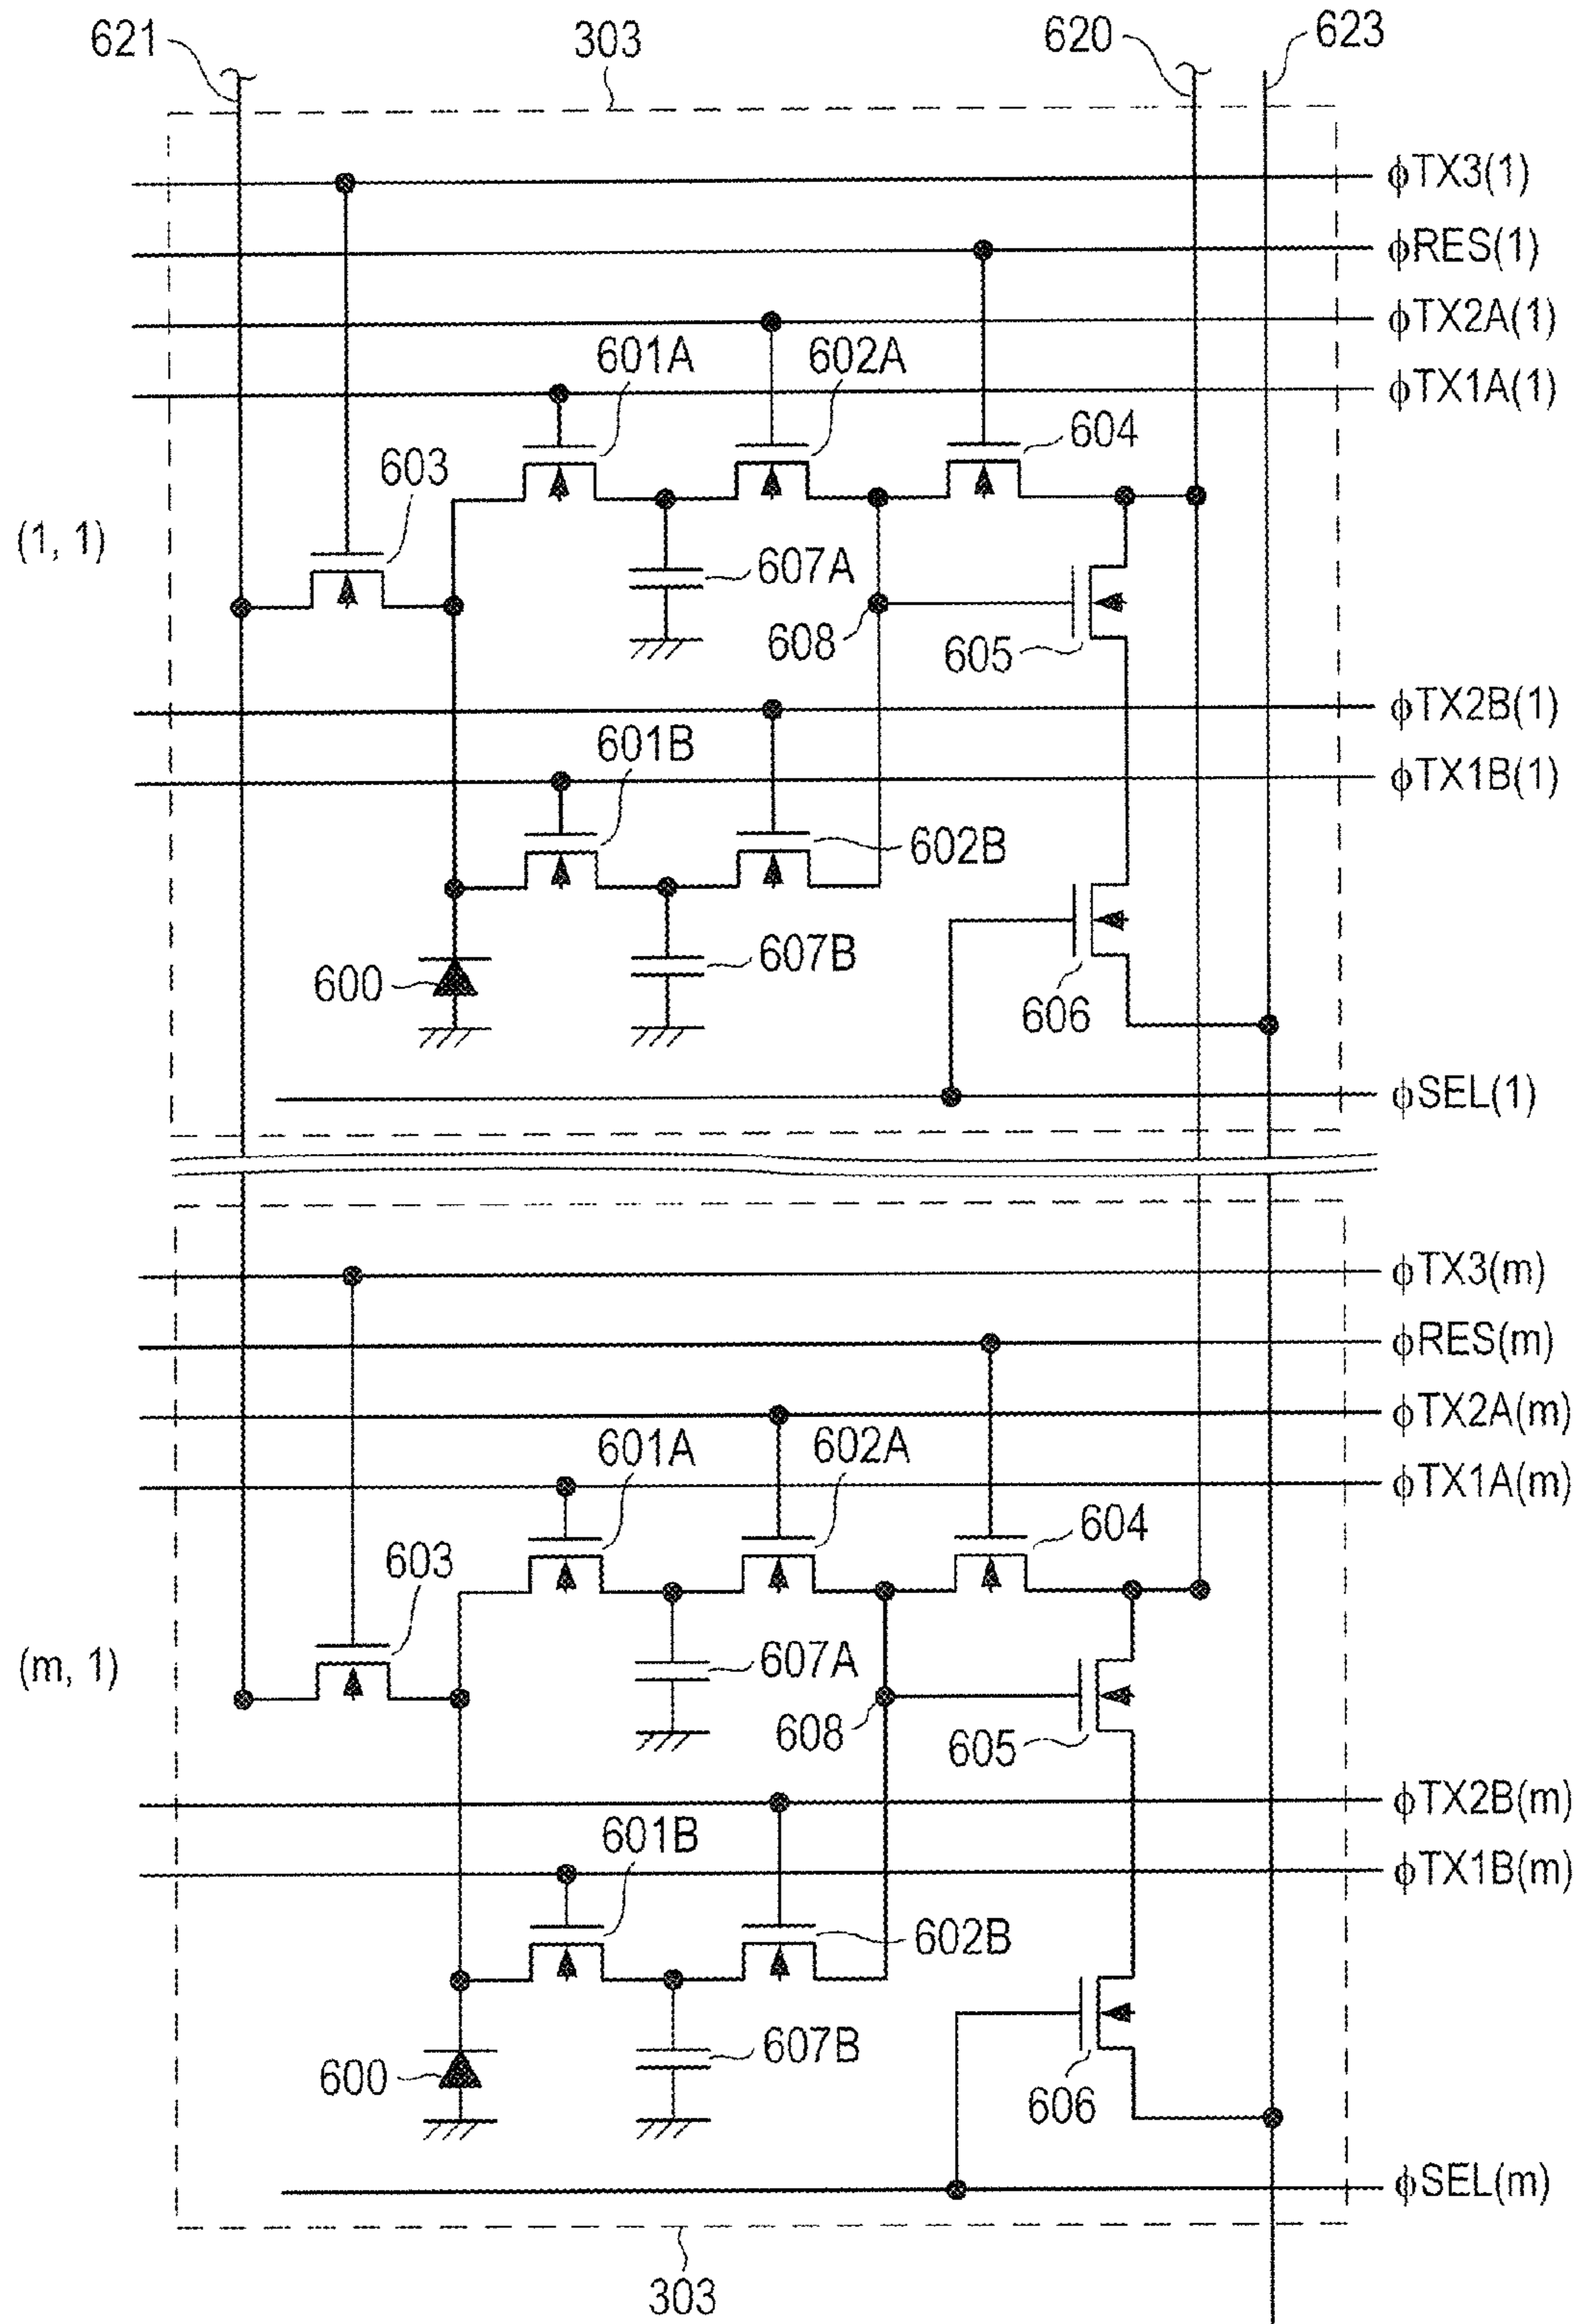 621
303
620
623
ϕTX3(1)
ϕRES(1)
ϕTX2A(1)
601A
602A
ϕTX1A(1)
604
603
(1, 1)
607A
608
605
ϕTX2B(1)
601B
ϕTX1B(1)
602B
607B
600
606
ϕSEL(1)
ϕTX3(m)
ϕRES(m)
ϕTX2A(m)
601A
602A
ϕTX1A(m)
604
603
(m, 1)
607A
608
605
ϕTX2B(m)
601B
ϕTX1B(m)
602B
607B
600
606
ϕSEL(m)
303